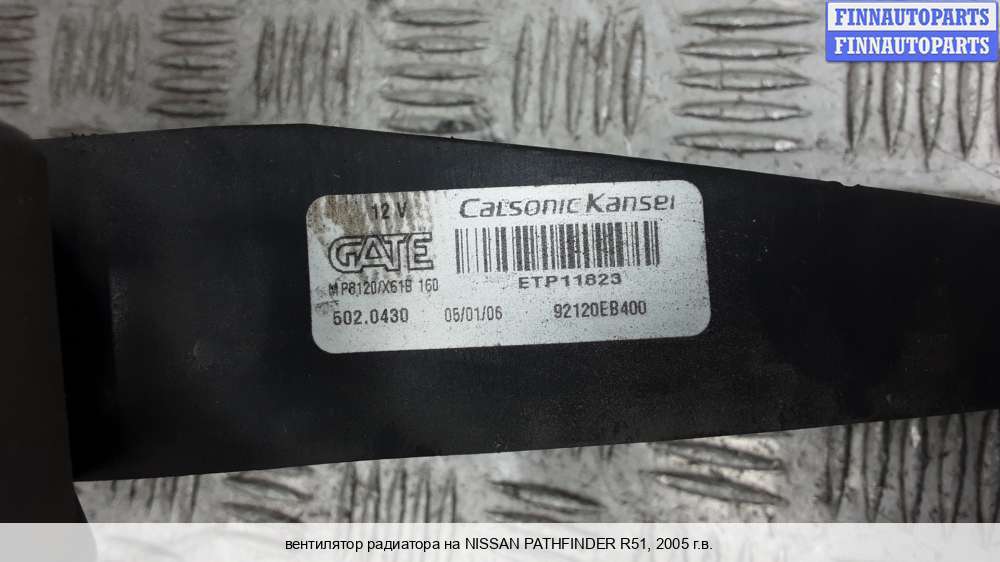 FINNAUTOPARTS
FINNAUTOPARTS
12 V
CALSONIC KANSEI
GATE
MP8120/X61B 160
ETP11823
502.0430 05/01/06 92120EB400
вентилятор радиатора на NISSAN PATHFINDER R51, 2005 г.в.